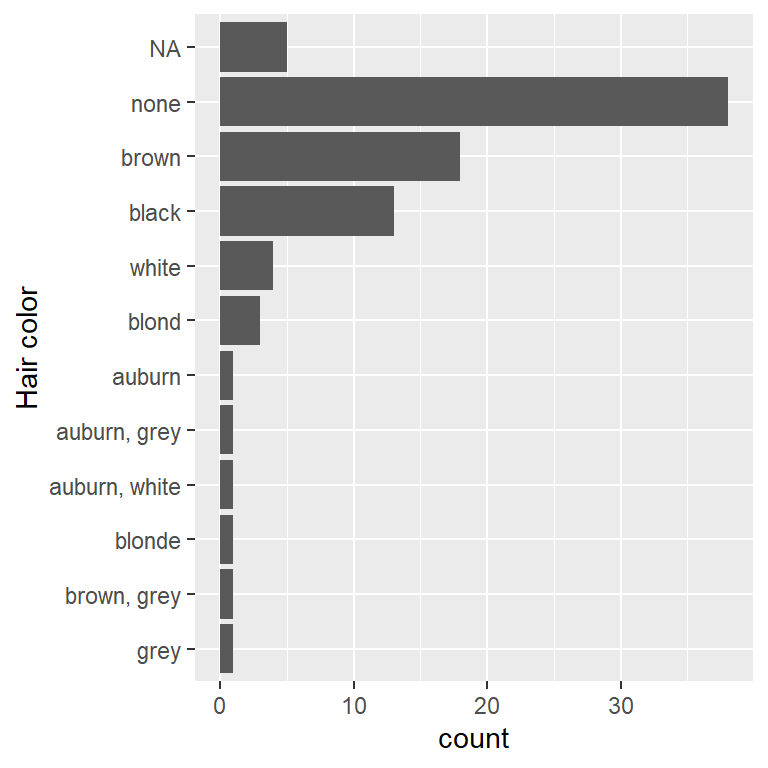 NA
none
brown
black
white
blond
auburn
auburn, grey
auburn, white
blonde
brown, grey
grey
Hair color
0 10 20 30
count